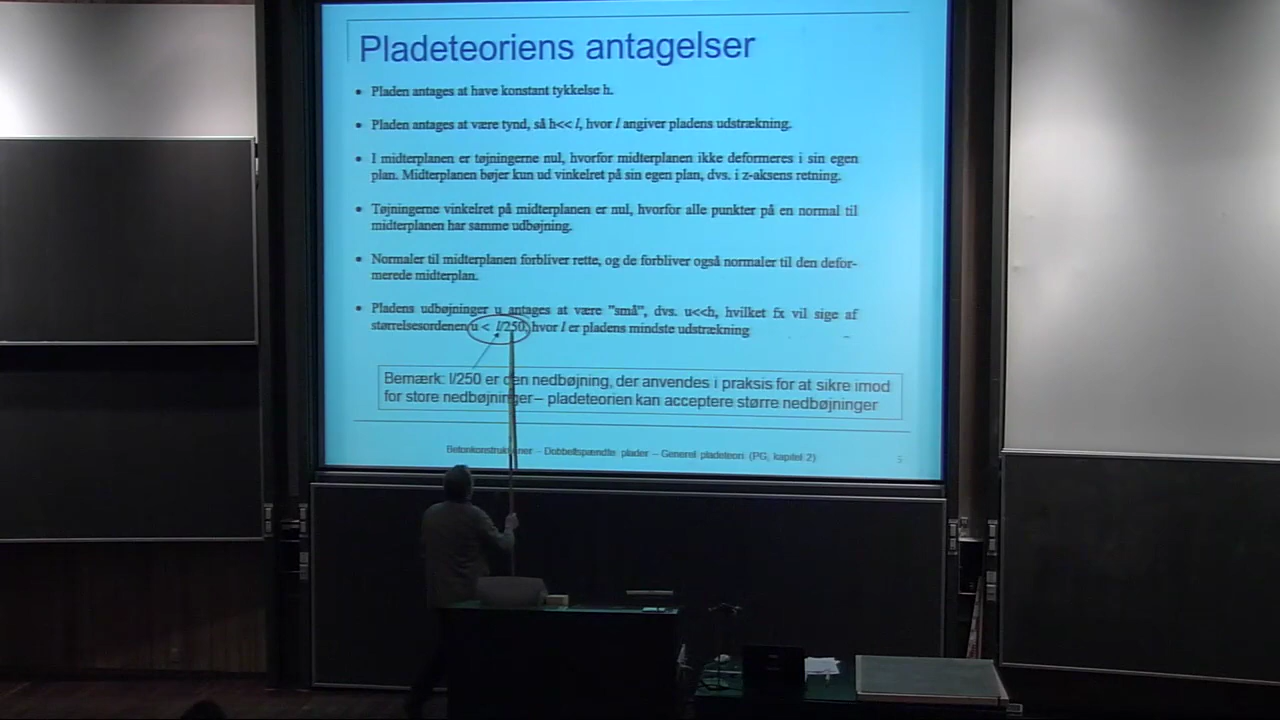 Pladeteoriens antagelser
• Pladen antages at have konstant tykkelse h.
• Pladen antages at være tynd, så h<< l, hvor l angiver pladens udstrækning.
• I midterplanen er tøjningerne nul, hvorfor midterplanen ikke deformeres i sin egen
plan. Midterplanen bøjer kun ud vinkelret på sin egen plan, dvs. i z-aksens retning.
• Tøjningerne vinkelret på midterplanen er nul, hvorfor alle punkter på en normal til
midterplanen har samme udbøjning.
• Normaler til midterplanen forbliver rette, og de forbliver også normaler til den defor-
merede midterplan.
• Pladens udbøjninger u antages at være "små", dvs. u<<h, hvilket fx vil sige af
størrelsesordenen u < l/250, hvor l er pladens mindste udstrækning
Bemærk: l/250 er den nedbøjning, der anvendes i praksis for at sikre imod
for store nedbøjninger – pladeteorien kan acceptere større nedbøjninger
Betonkonstruktioner – Dobbeltspændte plader – Generel pladeteori (PG, kapitel 2)
5